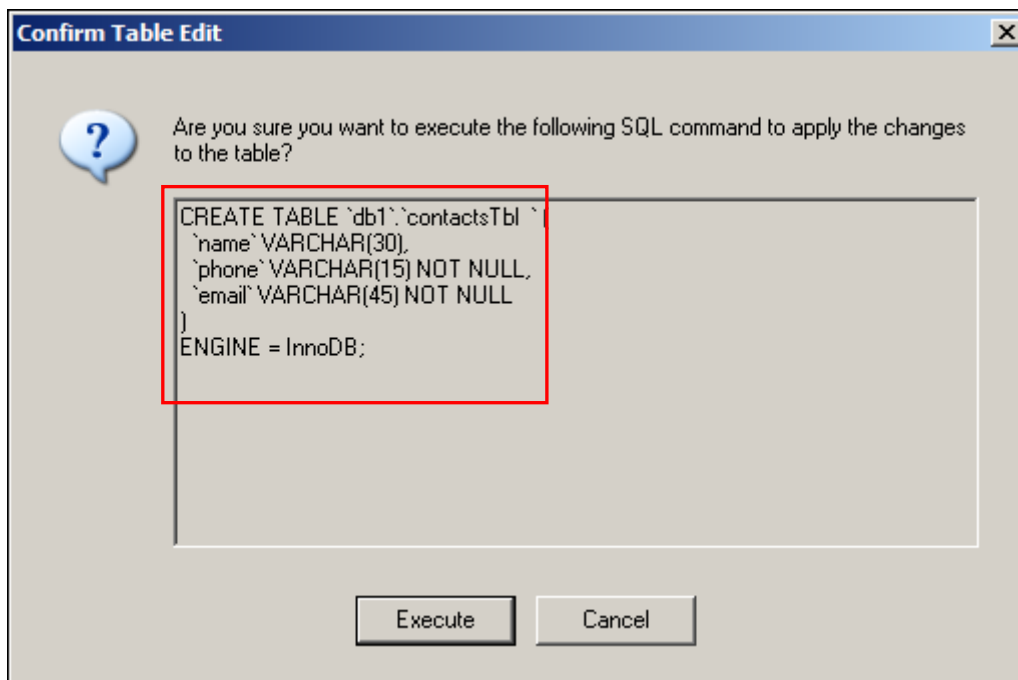 Confirm Table Edit
Are you sure you want to execute the following SQL command to apply the changes
to the table?
CREATE TABLE `db1`.`contactsTbl  ` (
  `name` VARCHAR(30),
  `phone` VARCHAR(15) NOT NULL,
  `email` VARCHAR(45) NOT NULL
)
ENGINE = InnoDB;
Execute
Cancel